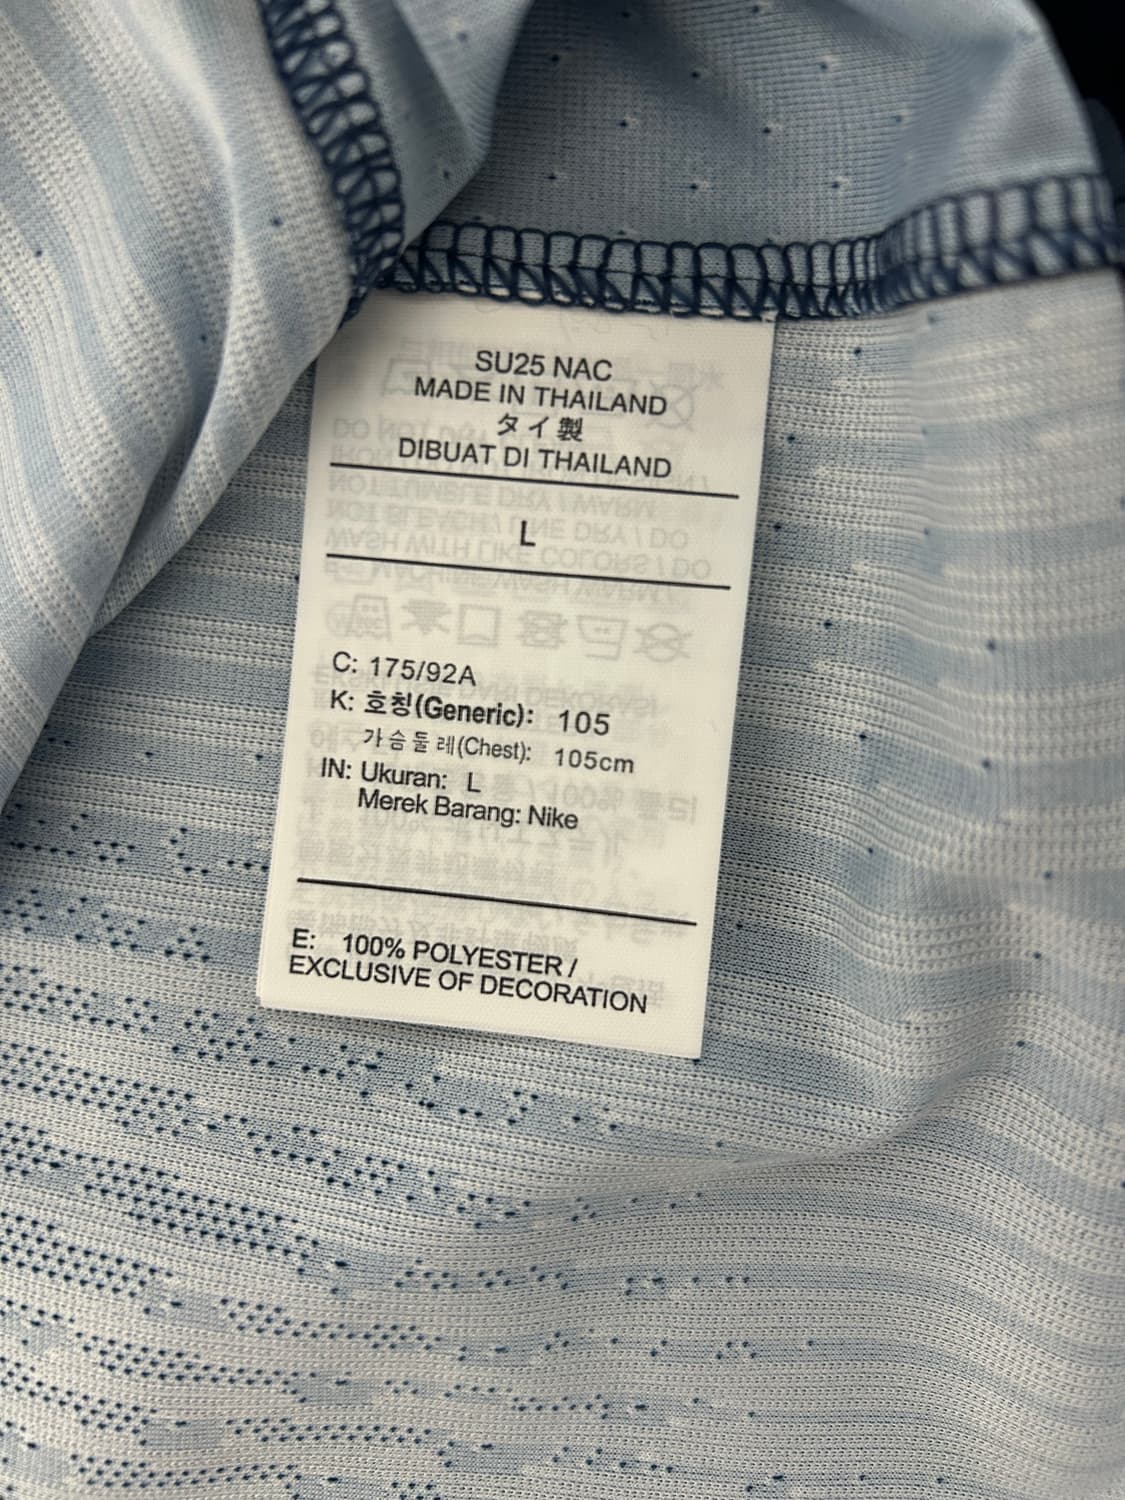 SU25 NAC
MADE IN THAILAND
タイ製
DIBUAT DI THAILAND
L
C: 175/92A
K: 호칭(Generic): 105
가슴둘레(Chest): 105cm
IN: Ukuran: L
Merek Barang: Nike
E: 100% POLYESTER /
EXCLUSIVE OF DECORATION